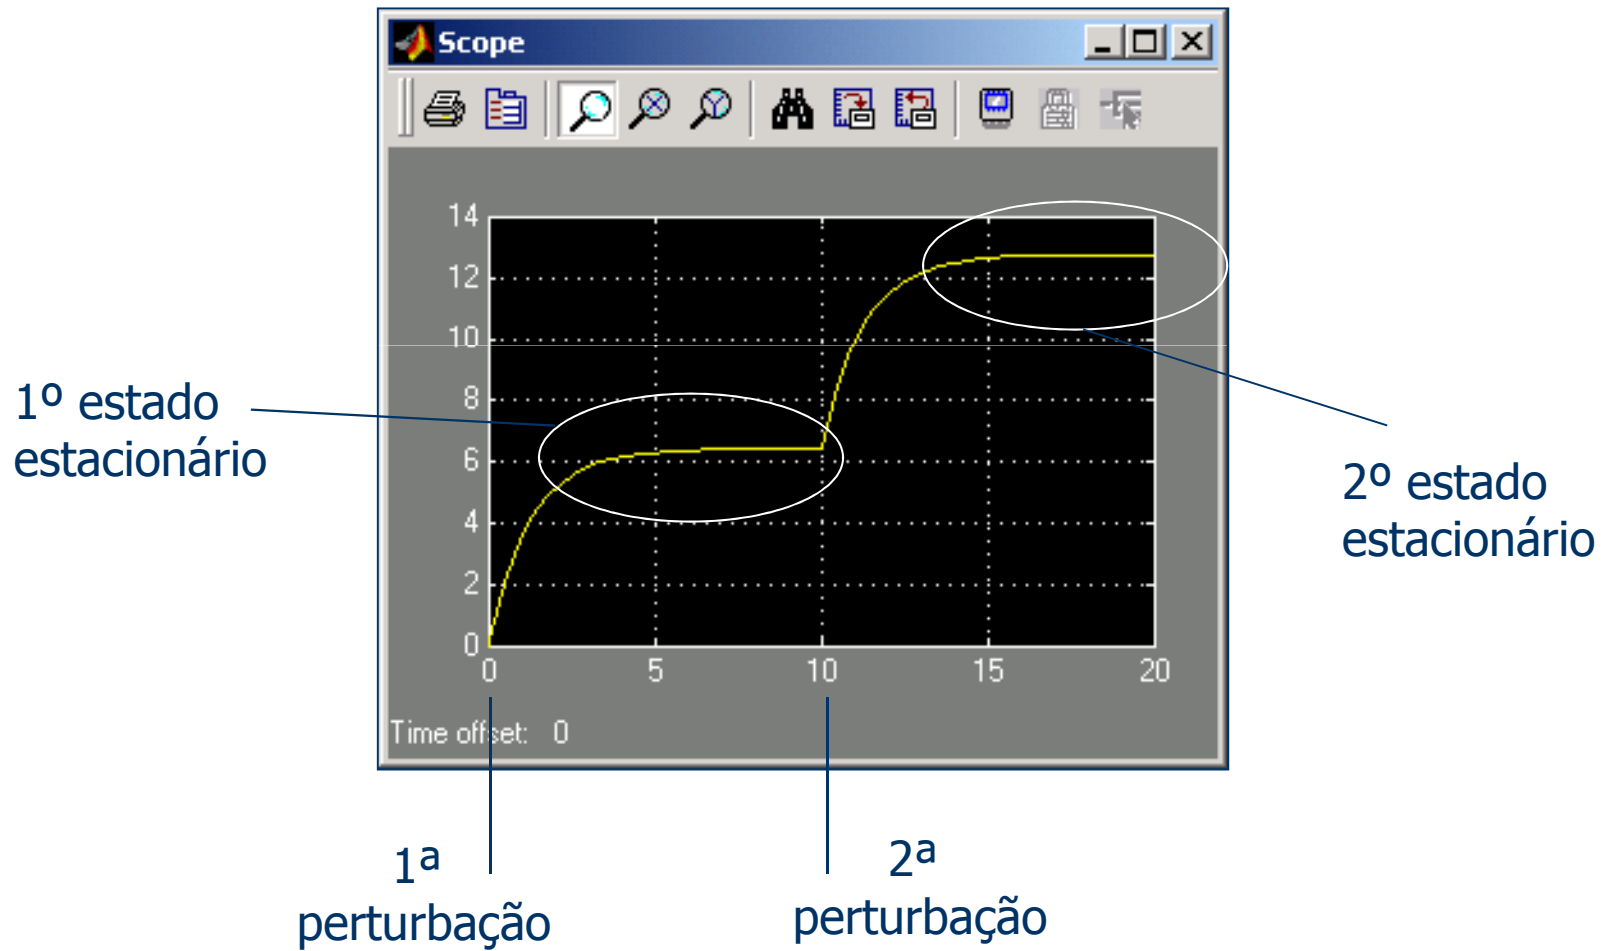 Scope
14
12
10
8
6
4
2
0
0 5 10 15 20
Time offset: 0
1º estado
estacionário
2º estado
estacionário
1ª
perturbação
2ª
perturbação